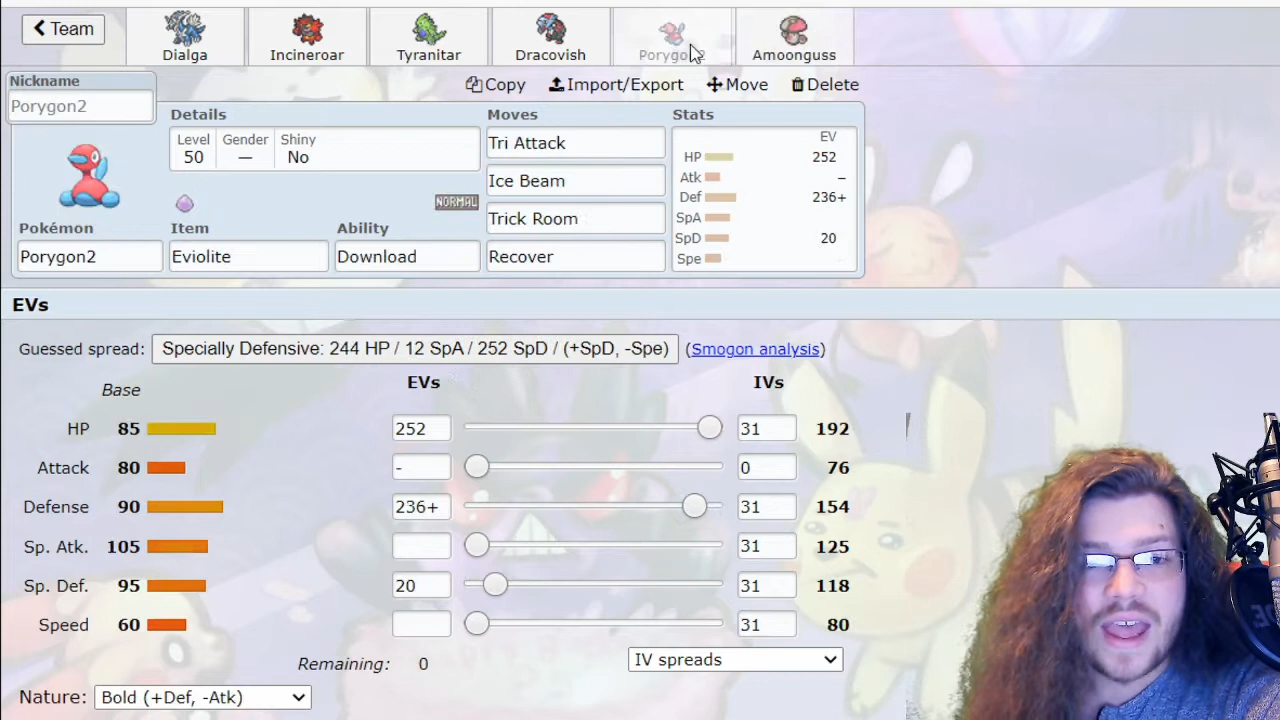 Team
Dialga
Incineroar
Tyranitar
Dracovish
Amoonguss
Nickname
Porygon2
Copy
Import/Export
Move
Delete
Details
Moves
Stats
Level
Gender
Shiny
50
—
No
NORMAL
Tri Attack
Ice Beam
Trick Room
Recover
EV
HP 252
Atk –
Def 236+
SpA
SpD 20
Spe
Pokémon
Item
Ability
Porygon2
Eviolite
Download
EVs
Guessed spread: Specially Defensive: 244 HP / 12 SpA / 252 SpD / (+SpD, -Spe) (Smogon analysis)
Base
EVs
IVs
HP 85 252 31 192
Attack 80 - 0 76
Defense 90 236+ 31 154
Sp. Atk. 105 31 125
Sp. Def. 95 20 31 118
Speed 60 31 80
Remaining: 0
IV spreads
Nature: Bold (+Def, -Atk)